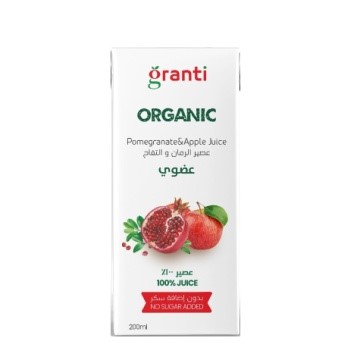 granti
ORGANIC
Pomegranate&Apple Juice
عصير الرمان و التفاح
عضوي
عصير ١٠٠٪
100% JUICE
بدون إضافة سكر
NO SUGAR ADDED
200ml